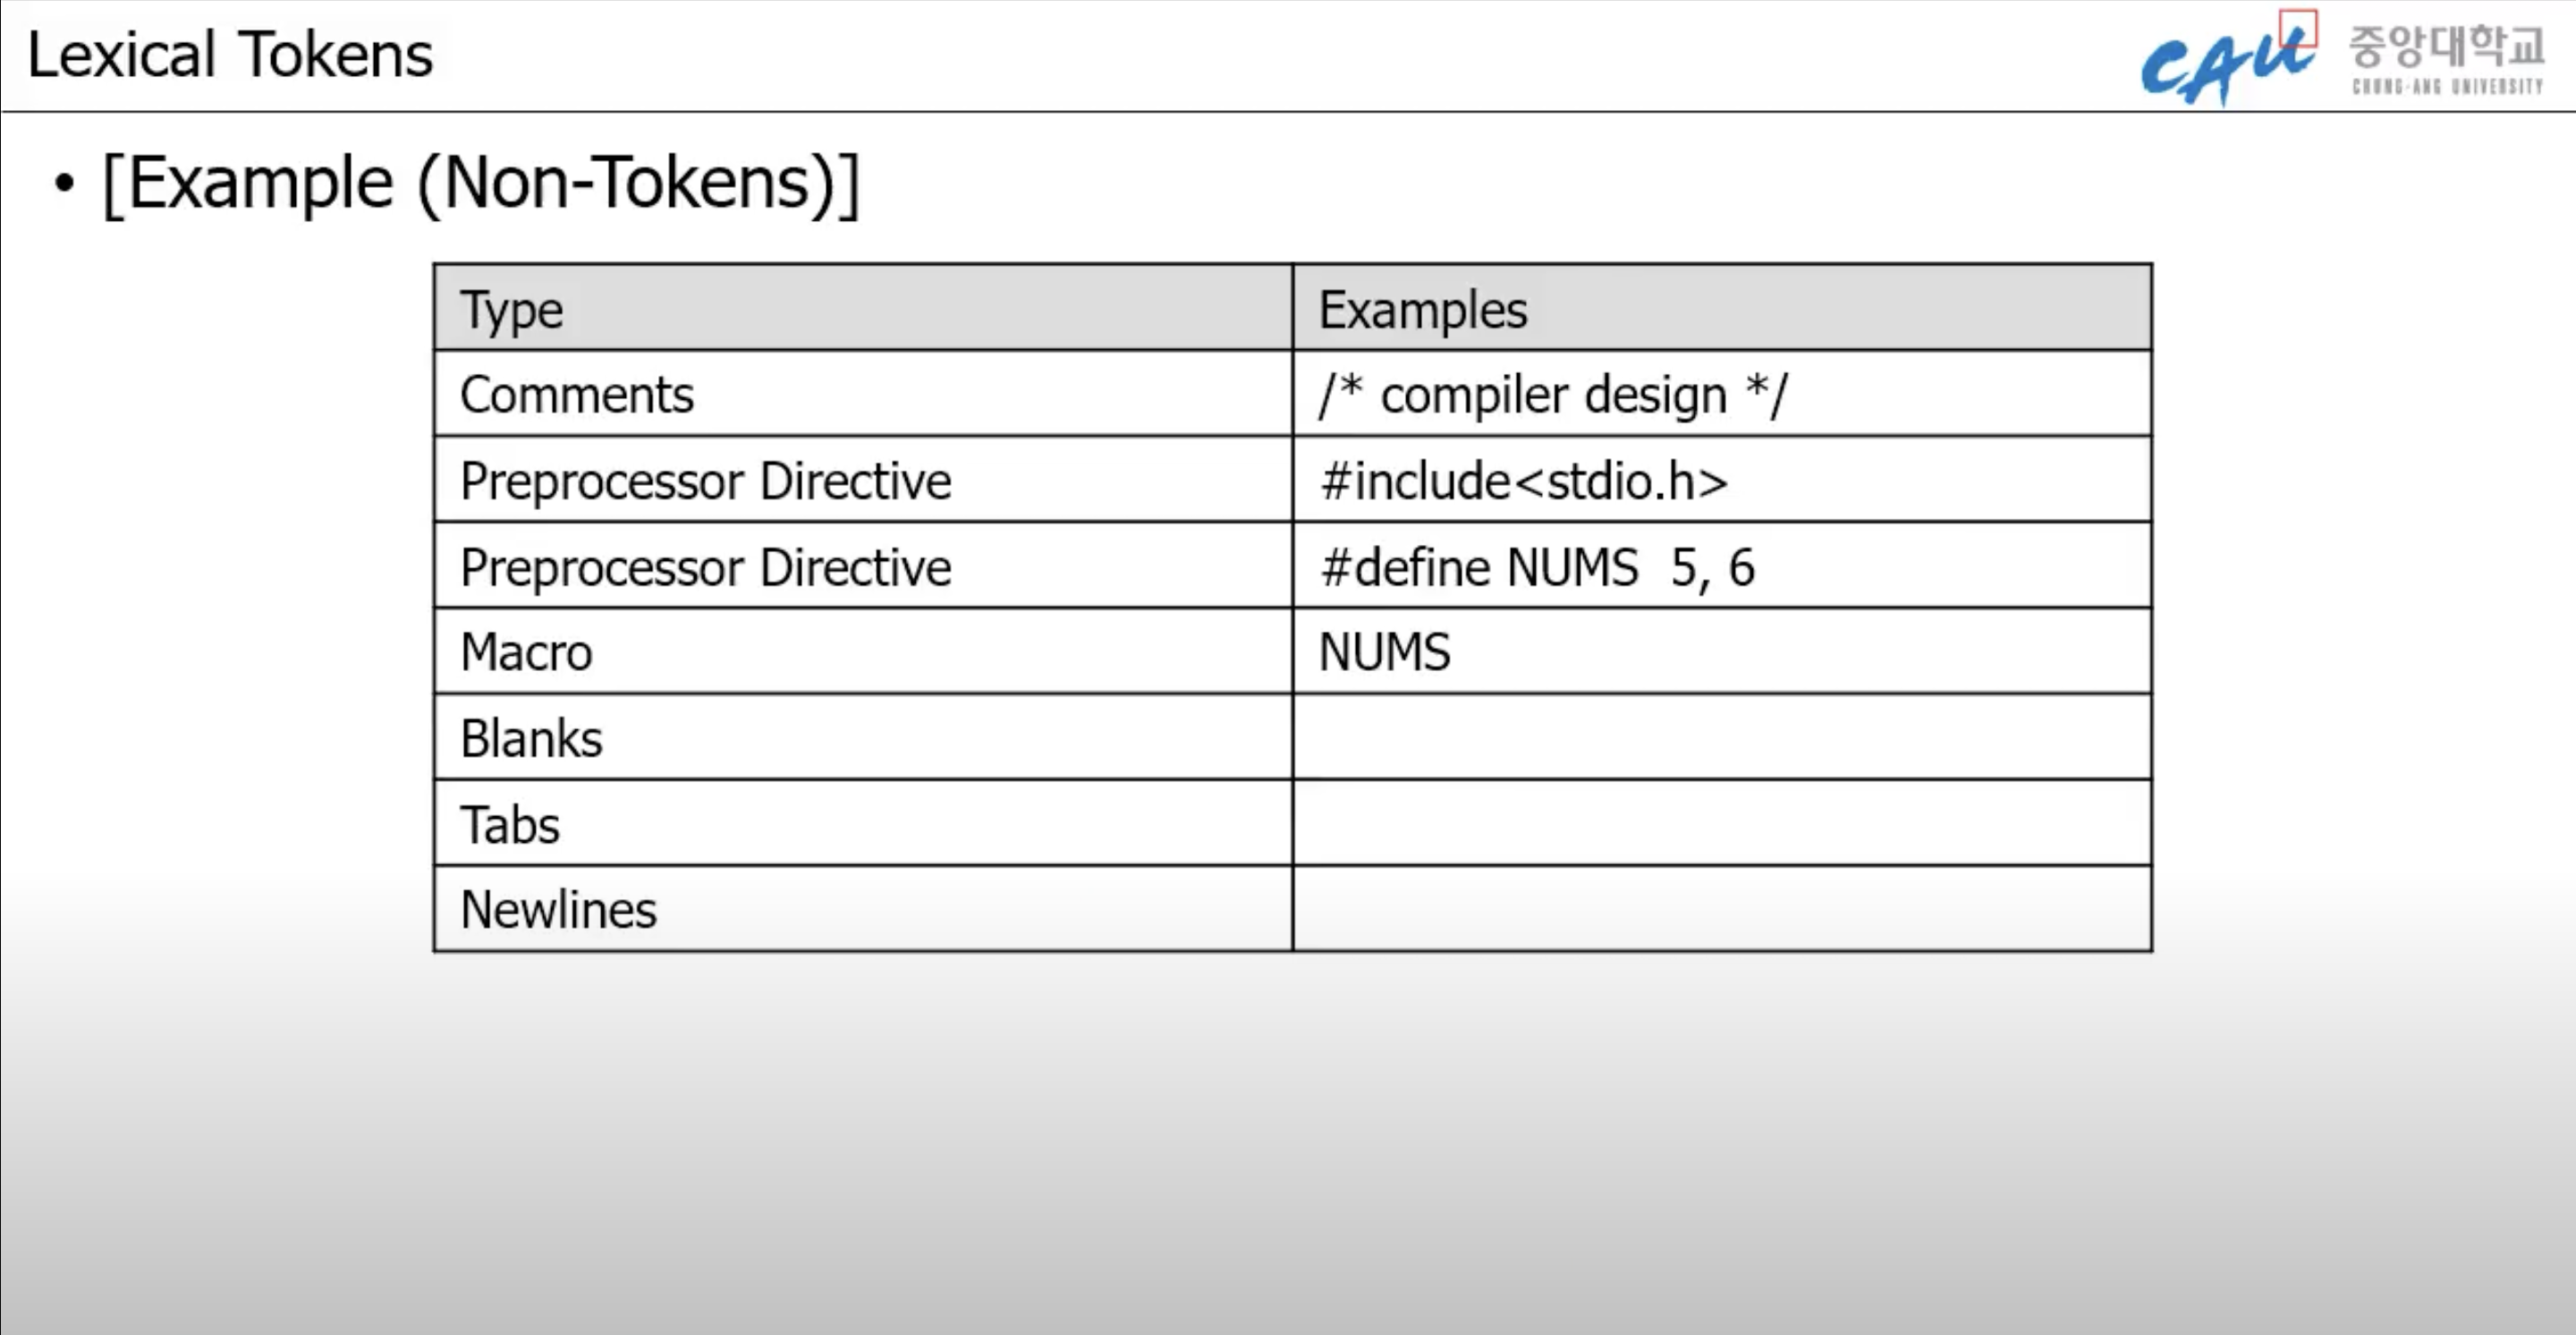 Lexical Tokens
CAU 중앙대학교
CHUNG-ANG UNIVERSITY
• [Example (Non-Tokens)]
Type Examples
Comments /* compiler design */
Preprocessor Directive #include<stdio.h>
Preprocessor Directive #define NUMS  5, 6
Macro NUMS
Blanks
Tabs
Newlines